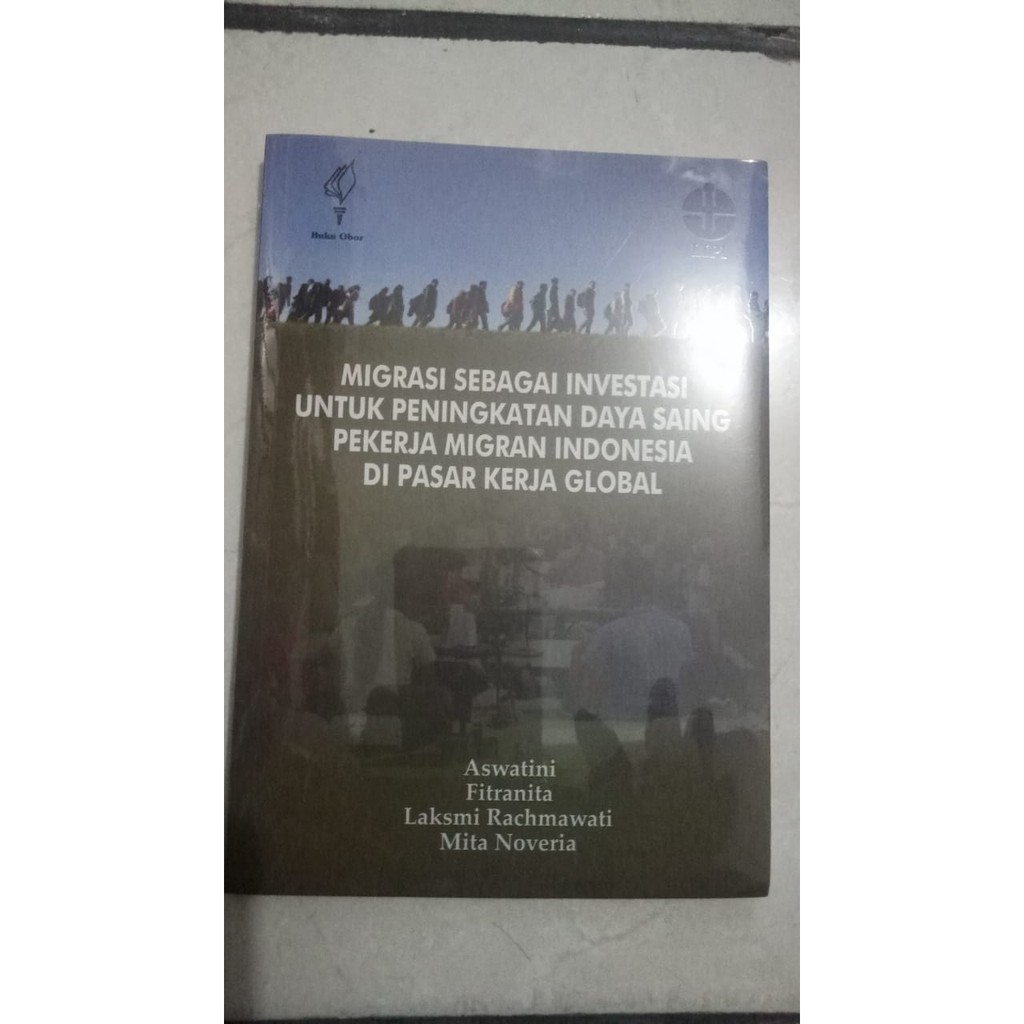 Buku Obor
MIGRASI SEBAGAI INVESTASI
UNTUK PENINGKATAN DAYA SAING
PEKERJA MIGRAN INDONESIA
DI PASAR KERJA GLOBAL
Aswatini
Fitranita
Laksmi Rachmawati
Mita Noveria